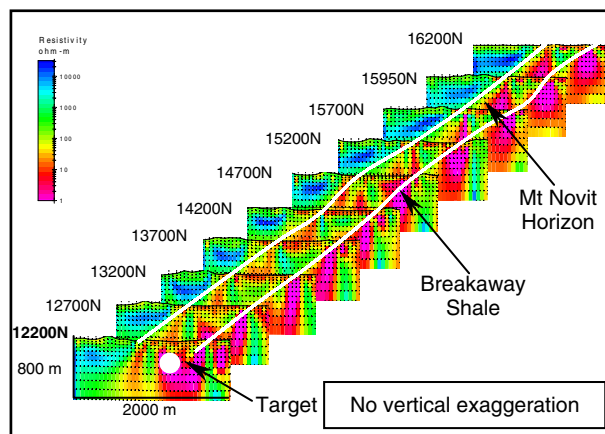 Resistivity
ohm-m
10000
1000
100
10
1
16200N
15950N
15700N
15200N
14700N
14200N
13700N
13200N
12700N
12200N
800 m
2000 m
Mt Novit
Horizon
Breakaway
Shale
Target
No vertical exaggeration